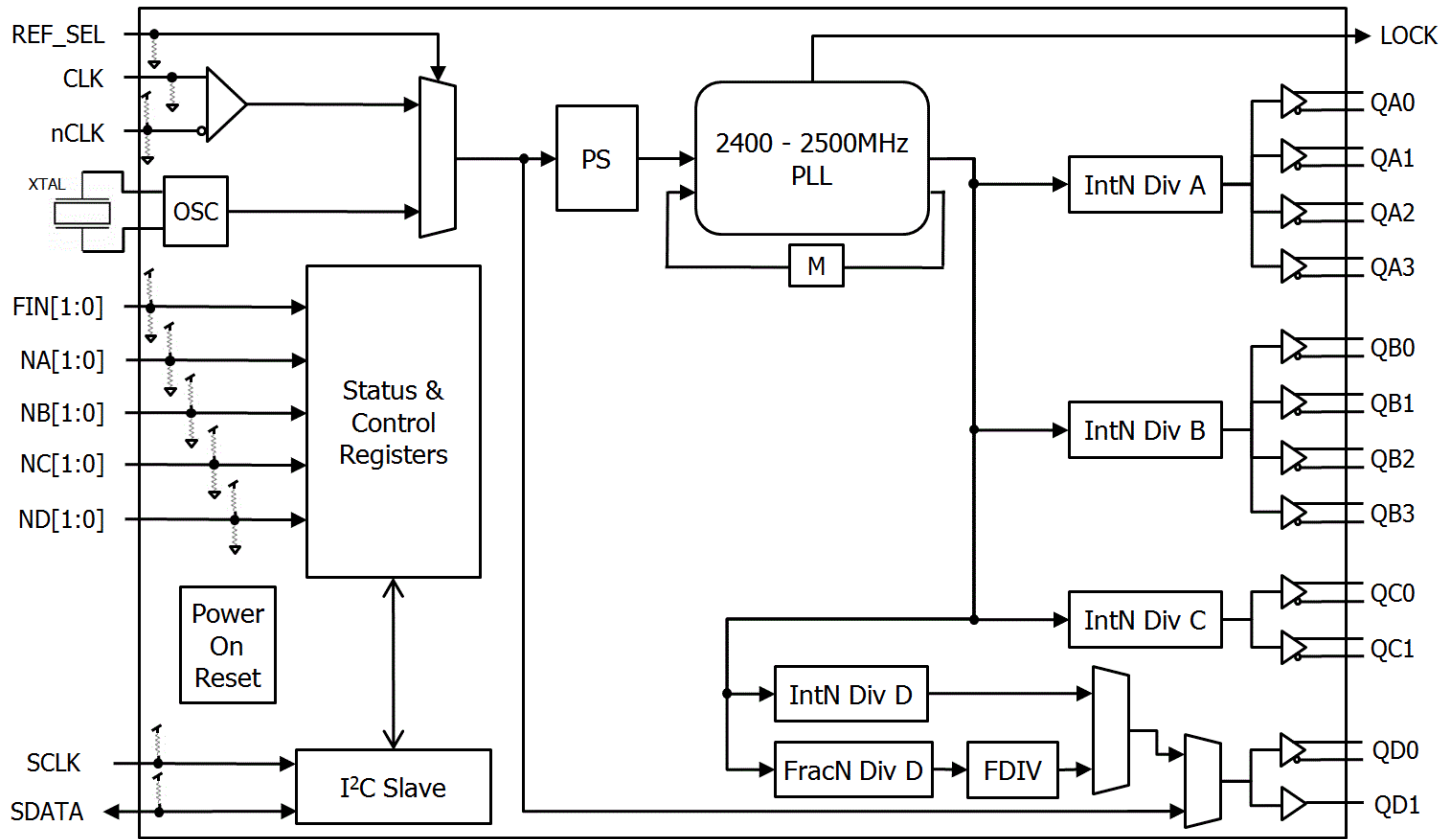 REF_SEL
CLK
nCLK
XTAL
OSC
FIN[1:0]
NA[1:0]
NB[1:0]
NC[1:0]
ND[1:0]
Status &
Control
Registers
Power
On
Reset
SCLK
SDATA
I²C Slave
PS
2400 - 2500MHz
PLL
M
IntN Div A
IntN Div B
IntN Div C
IntN Div D
FracN Div D
FDIV
LOCK
QA0
QA1
QA2
QA3
QB0
QB1
QB2
QB3
QC0
QC1
QD0
QD1